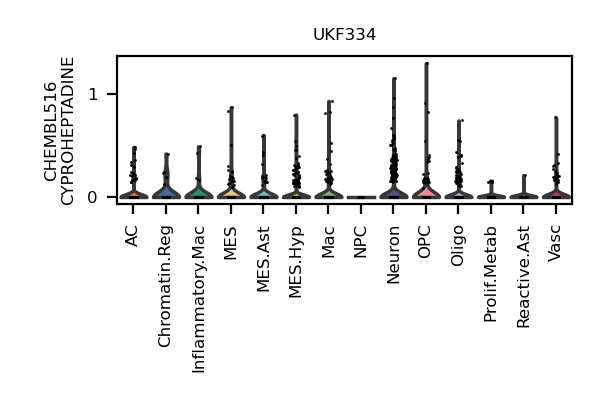 UKF334
CHEMBL516
CYPROHEPTADINE
1
0
AC
Chromatin.Reg
Inflammatory.Mac
MES
MES.Ast
MES.Hyp
Mac
NPC
Neuron
OPC
Oligo
Prolif.Metab
Reactive.Ast
Vasc